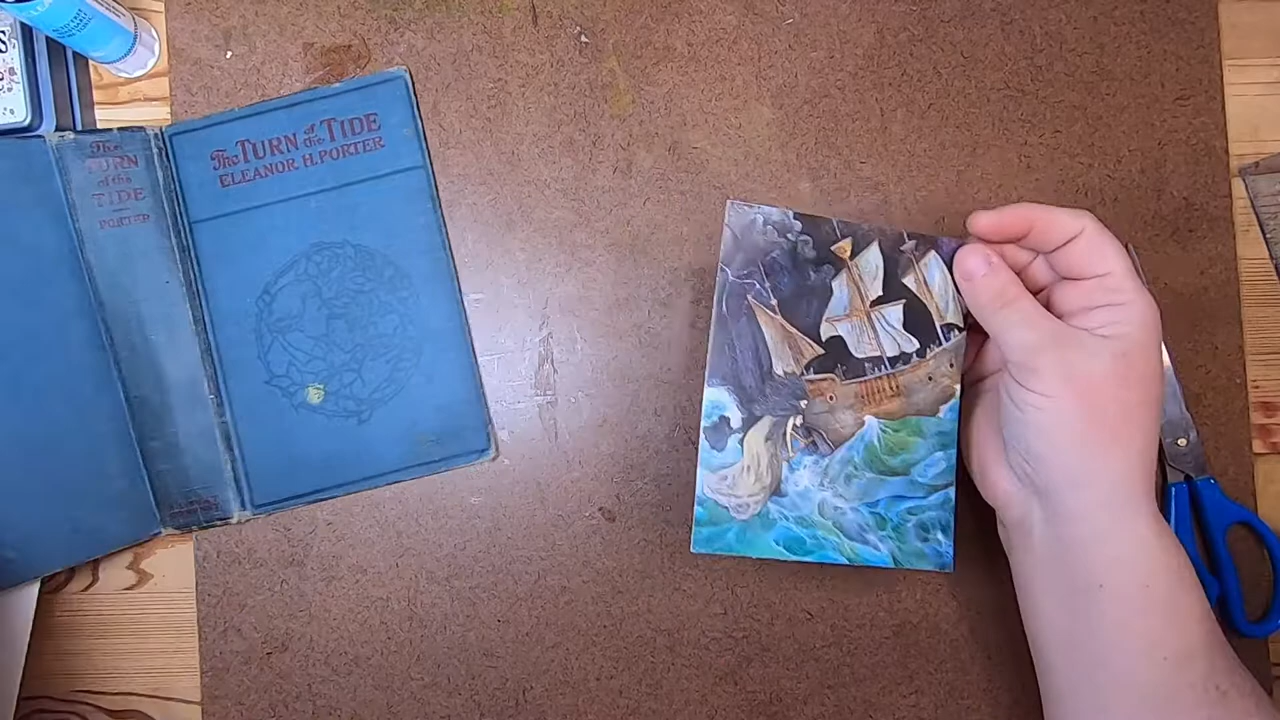 The
TURN
of the
TIDE
PORTER
The TURN of the TIDE
ELEANOR H. PORTER